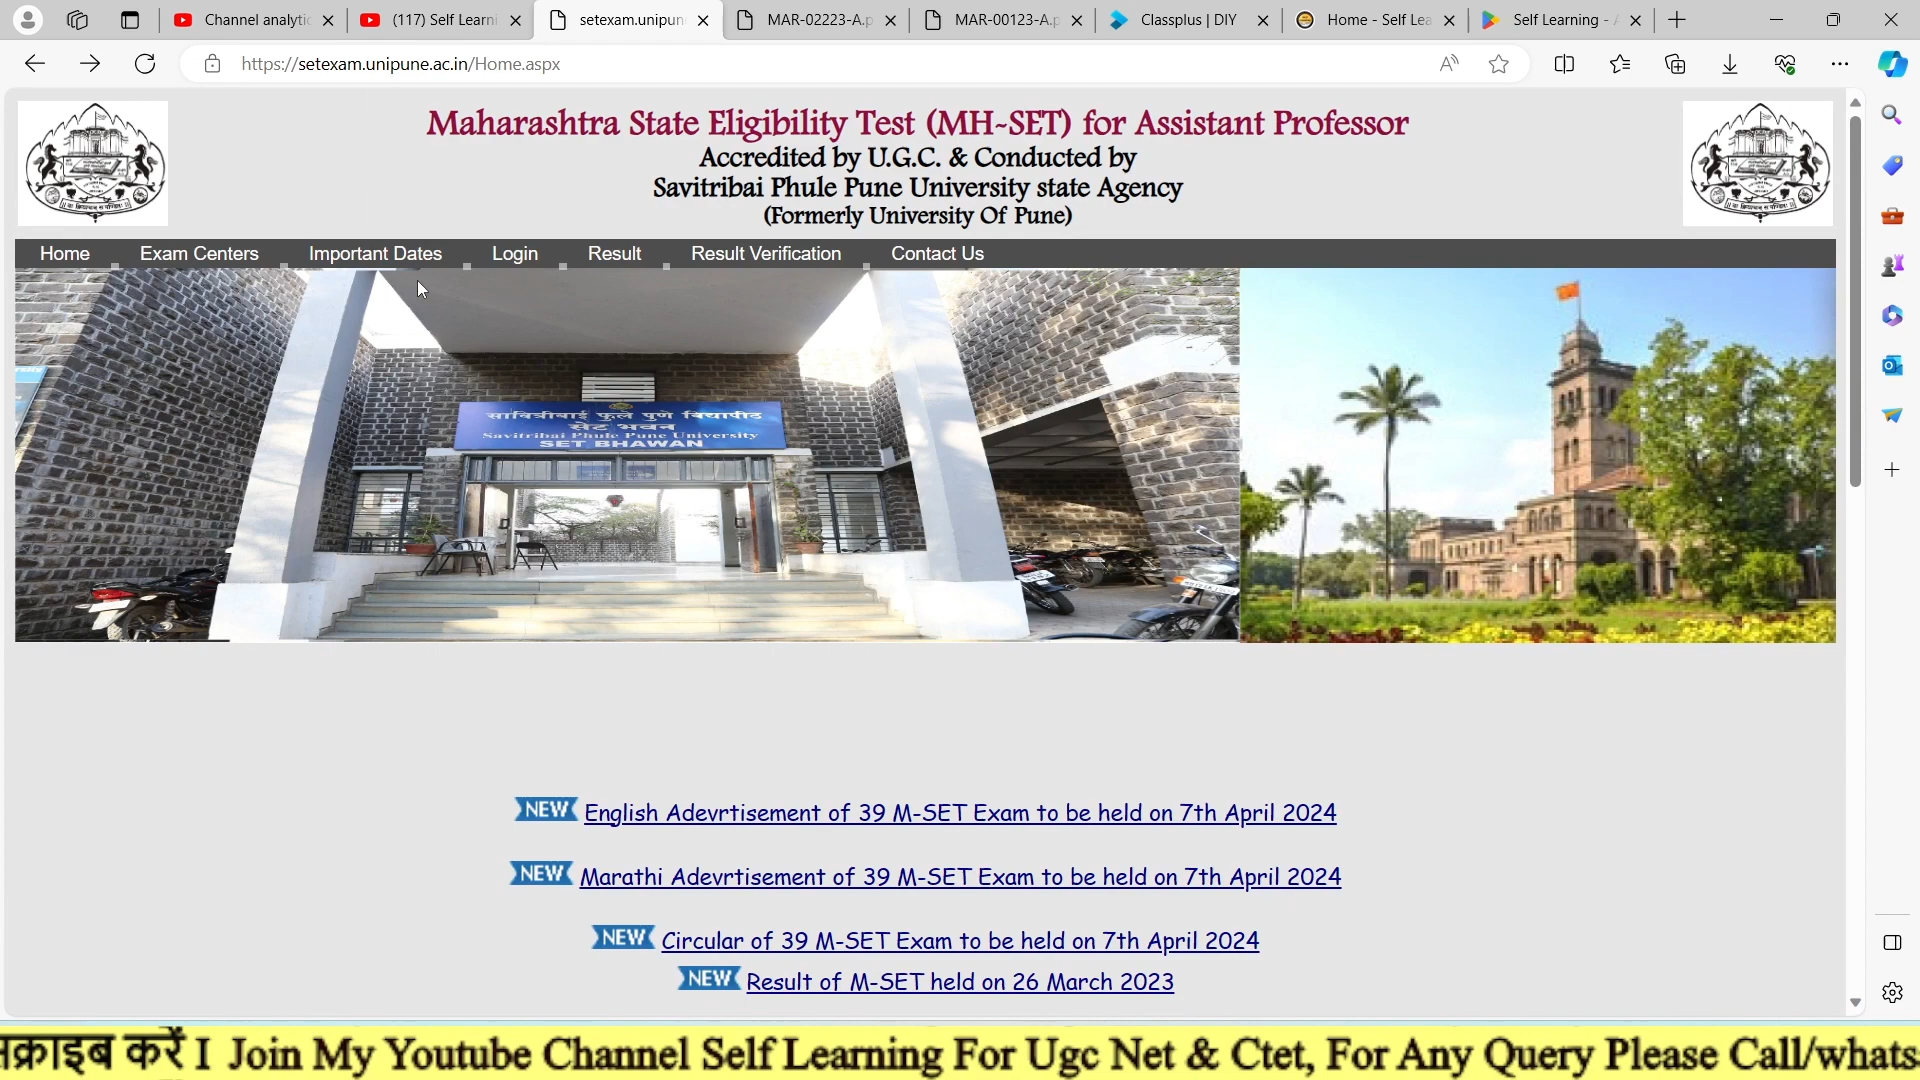 Channel analytic
(117) Self Learni
setexam.unipun
MAR-02223-A.p
MAR-00123-A.p
Classplus | DIY
Home - Self Lea
Self Learning - A
https://setexam.unipune.ac.in/Home.aspx
Maharashtra State Eligibility Test (MH-SET) for Assistant Professor
Accredited by U.G.C. & Conducted by
Savitribai Phule Pune University state Agency
(Formerly University Of Pune)
Home Exam Centers Important Dates Login Result Result Verification Contact Us
सावित्रीबाई फुले पुणे विद्यापीठ
सेट भवन
Savitribai Phule Pune University
SET BHAWAN
NEW English Adevrtisement of 39 M-SET Exam to be held on 7th April 2024
NEW Marathi Adevrtisement of 39 M-SET Exam to be held on 7th April 2024
NEW Circular of 39 M-SET Exam to be held on 7th April 2024
NEW Result of M-SET held on 26 March 2023
सक्राइब करें I Join My Youtube Channel Self Learning For Ugc Net & Ctet, For Any Query Please Call/whats